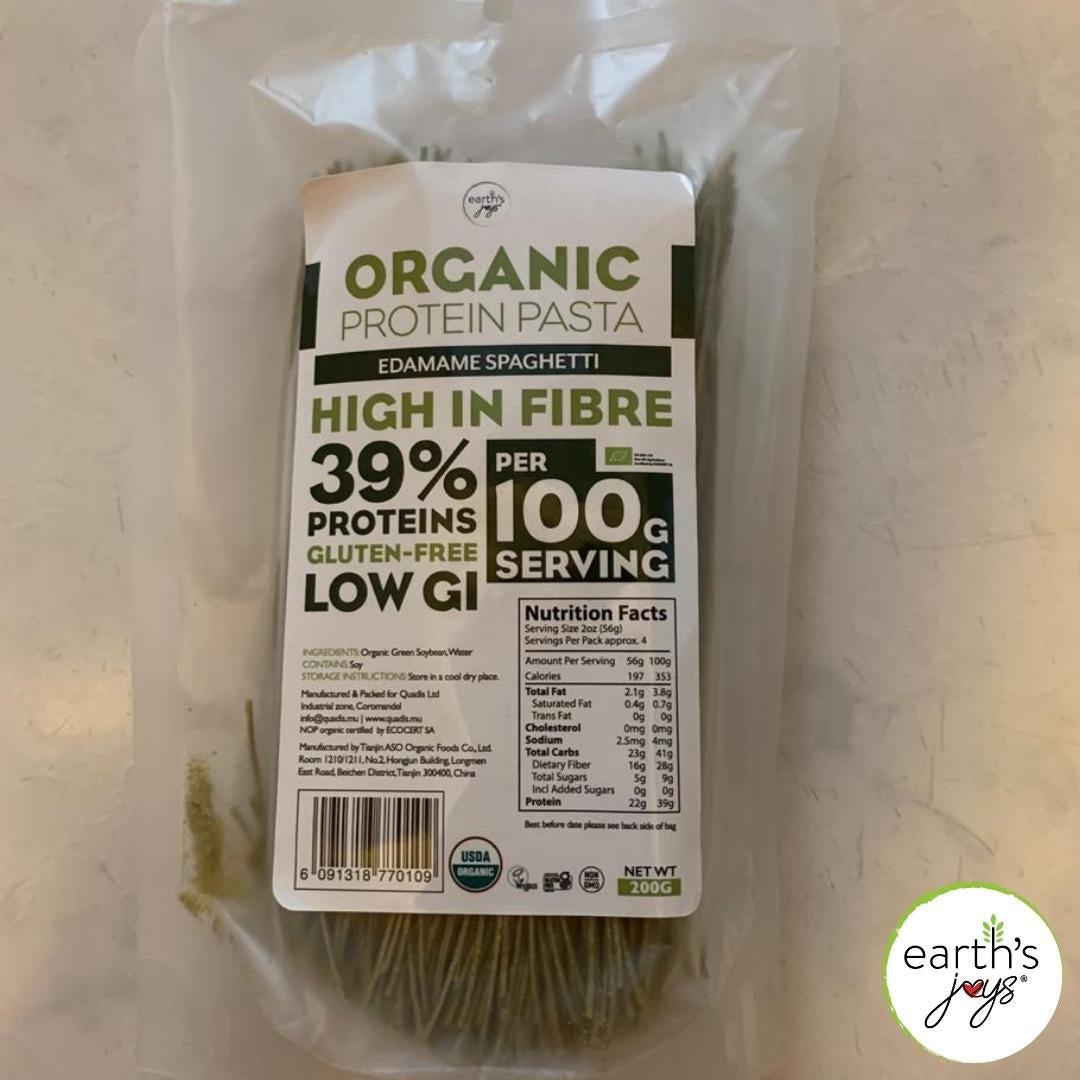 earth's
joys
ORGANIC
PROTEIN PASTA
EDAMAME SPAGHETTI
HIGH IN FIBRE
39%
PROTEINS
GLUTEN-FREE
LOW GI
PER
100G
SERVING
Nutrition Facts
Serving Size 2oz (56g)
Servings Per Pack approx. 4
Amount Per Serving 56g 100g
Calories 197 353
Total Fat 2.1g 3.8g
Saturated Fat 0.4g 0.7g
Trans Fat 0g 0g
Cholesterol 0mg 0mg
Sodium 2.5mg 4mg
Total Carbs 23g 41g
Dietary Fiber 16g 28g
Total Sugars 5g 9g
Incl Added Sugars 0g 0g
Protein 22g 39g
Best before date please see back side of bag
INGREDIENTS: Organic Green Soybean, Water
CONTAINS: Soy
STORAGE INSTRUCTIONS: Store in a cool dry place.
Manufactured & Packed for Quadis Ltd
Industrial zone, Coromandel
info@quadis.mu | www.quadis.mu
NOP organic certified by ECOCERT SA
Manufactured by Tianjin ASO Organic Foods Co., Ltd.
Room 1210/1211, No.2, Hongjun Building, Longmen
East Road, Beichen District, Tianjin 300400, China
6 091318 770109
USDA
ORGANIC
Vegan
NON
GMO
NET WT
200G
earth's
joys®